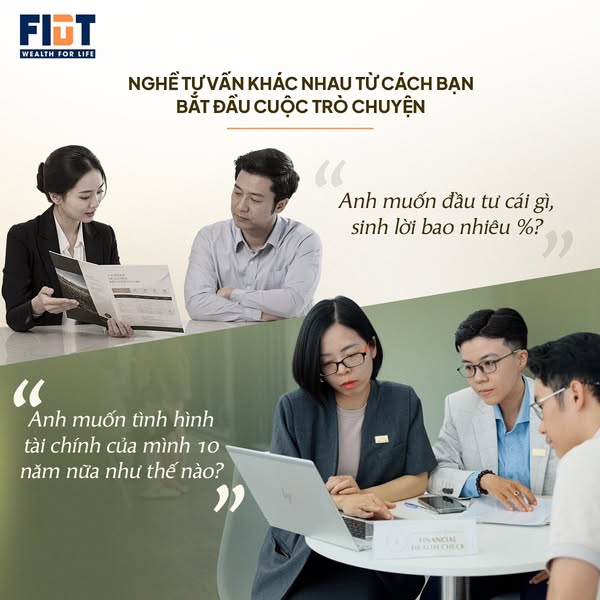 FIDT
WEALTH FOR LIFE
NGHỀ TƯ VẤN KHÁC NHAU TỪ CÁCH BẠN
BẮT ĐẦU CUỘC TRÒ CHUYỆN
“
Anh muốn đầu tư cái gì,
sinh lời bao nhiêu %?
”
“
Anh muốn tình hình
tài chính của mình 10
năm nữa như thế nào?
”
hp
FINANCIAL
HEALTH CHECK